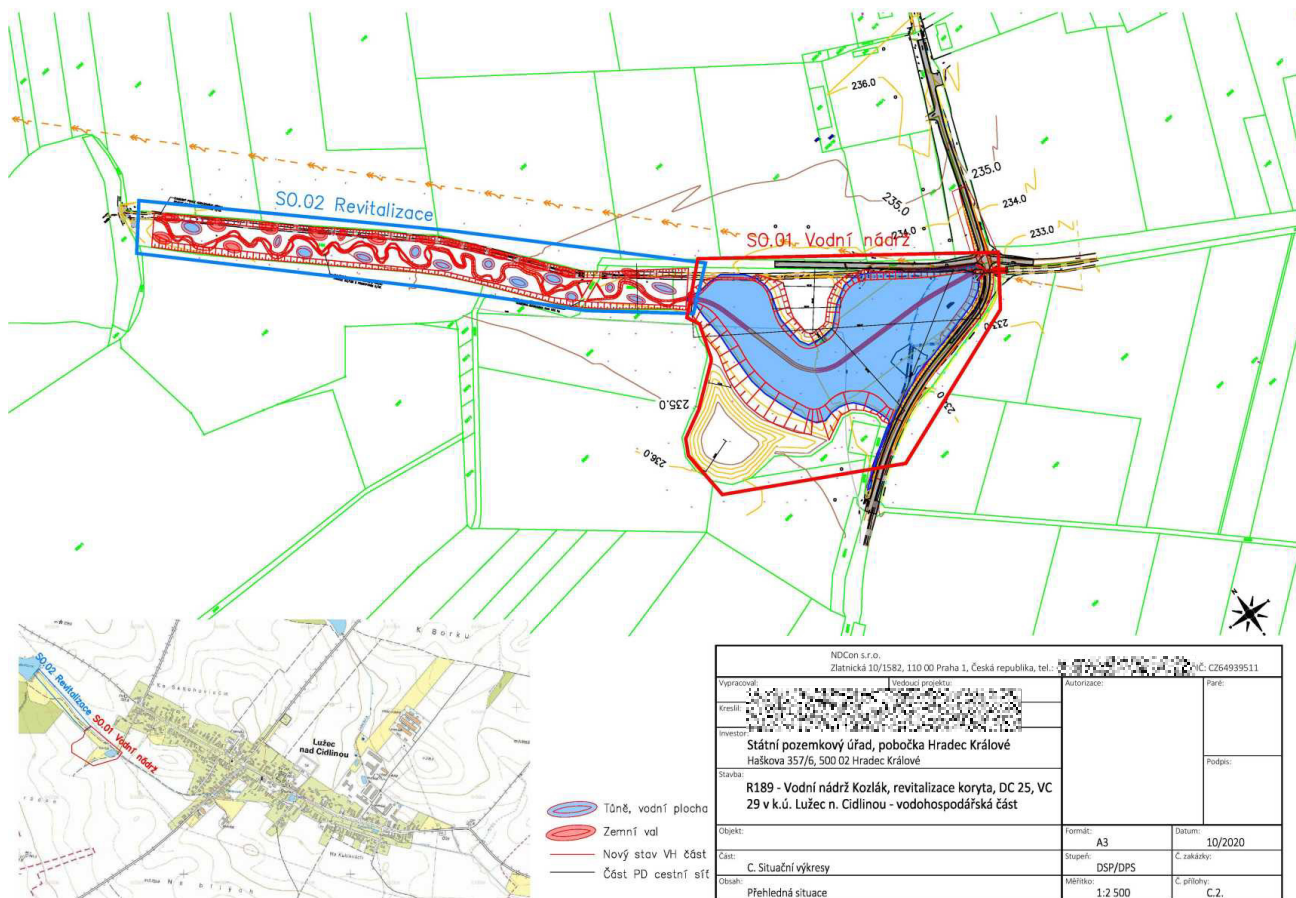 236.0
235.0
234.0
235.0
234.0
233.0
SO.02 Revitalizace
SO.01 Vodní nádrž
233.0
235.0
236.0
SO.02 Revitalizace
SO.01 Vodní nádrž
K Borku
Lužec
nad Cidlinou
Tůně, vodní plocha
Zemní val
Nový stav VH část
Část PD cestní síť
NDCon s.r.o.
Zlatnická 10/1582, 110 00 Praha 1, Česká republika, tel.: IČ: CZ64939511
Vypracoval: Vedoucí projektu: Autorizace: Paré:
Kreslil:
Investor:
Státní pozemkový úřad, pobočka Hradec Králové
Haškova 357/6, 500 02 Hradec Králové
Podpis:
Stavba:
R189 - Vodní nádrž Kozlák, revitalizace koryta, DC 25, VC
29 v k.ú. Lužec n. Cidlinou - vodohospodářská část
Objekt: Formát: A3 Datum: 10/2020
Část: C. Situační výkresy Stupeň: DSP/DPS Č. zakázky:
Obsah: Přehledná situace Měřítko: 1:2 500 Č. přílohy: C.2.